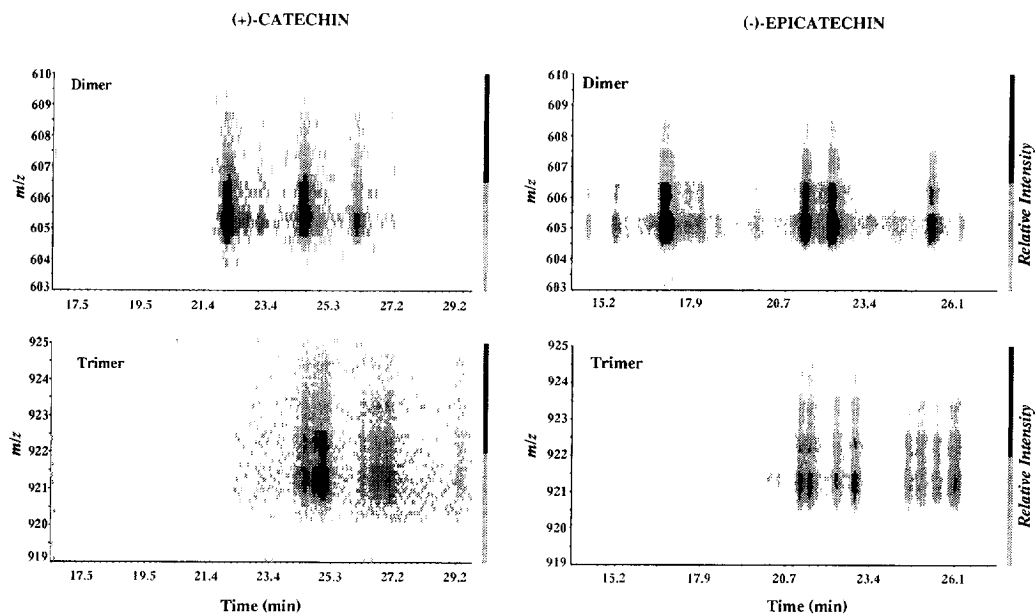 (+)-CATECHIN
(-)-EPICATECHIN
Dimer
610
609
608
607
606
605
604
603
m/z
17.5 19.5 21.4 23.4 25.3 27.2 29.2
Dimer
610
609
608
607
606
605
604
603
m/z
15.2 17.9 20.7 23.4 26.1
Relative Intensity
Trimer
925
924
923
922
921
920
919
m/z
17.5 19.5 21.4 23.4 25.3 27.2 29.2
Time (min)
Trimer
925
924
923
922
921
920
919
m/z
15.2 17.9 20.7 23.4 26.1
Time (min)
Relative Intensity